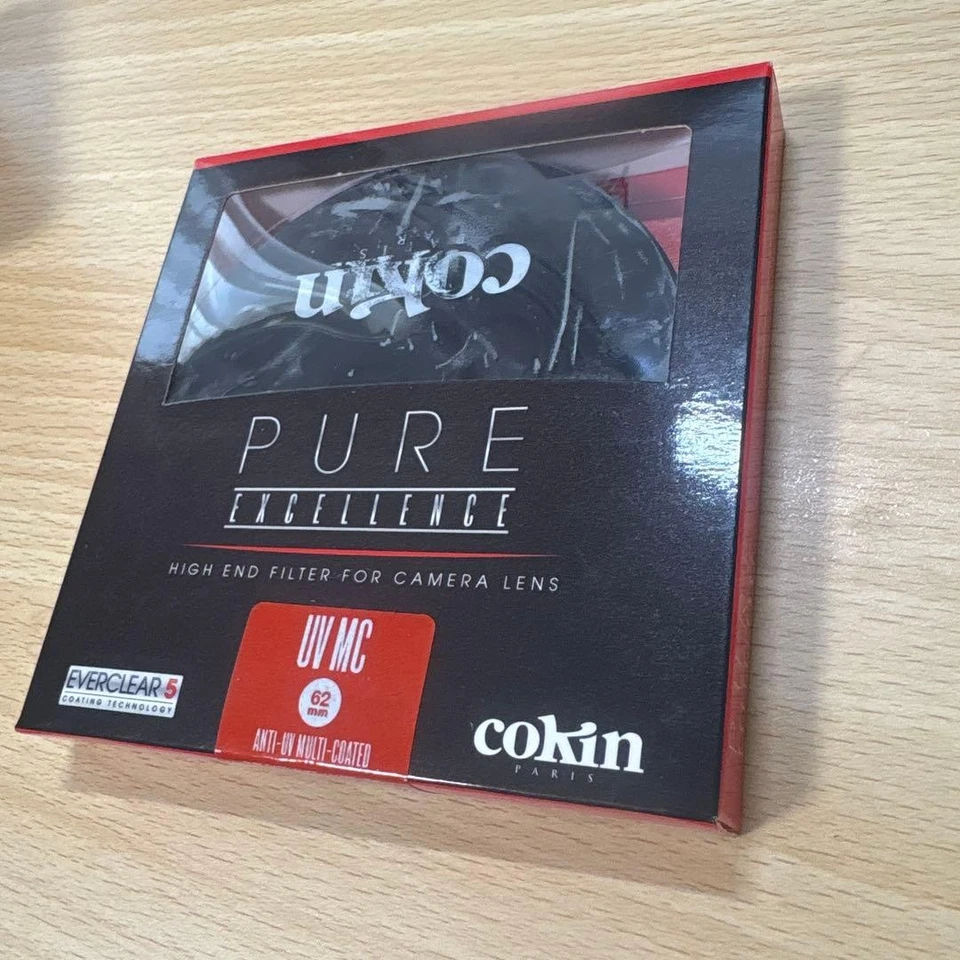 cokin
PARIS
PURE
EXCELLENCE
HIGH END FILTER FOR CAMERA LENS
UV MC
62
mm
ANTI-UV MULTI-COATED
EVERCLEAR 5
COATING TECHNOLOGY
cokin
PARIS